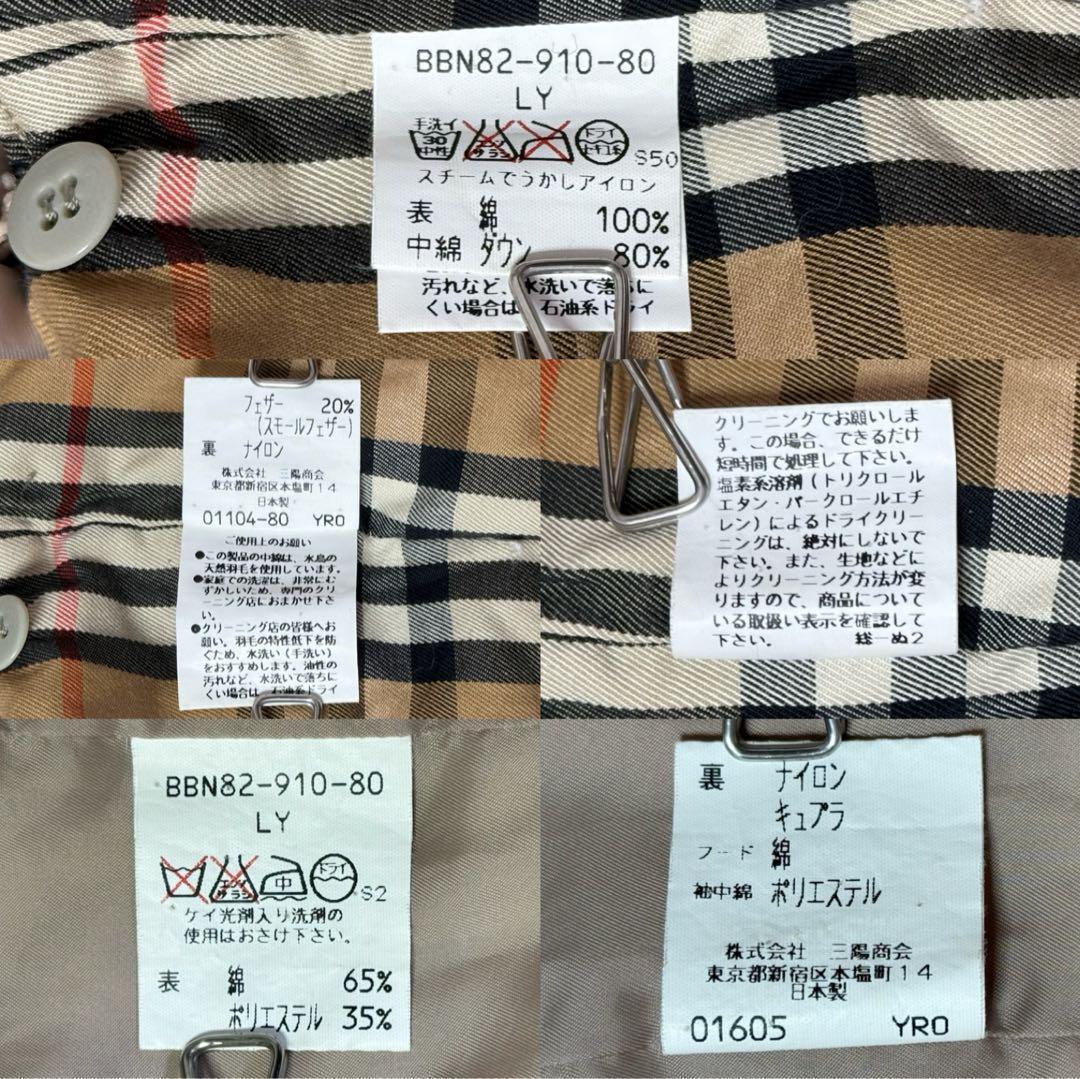 BBN82-910-80
LY
手洗イ
30
中性
エンソ
サラシ
ドライ
セキユ系
S50
スチームでうかしアイロン
表 綿 100%
中綿 ダウン 80%
汚れなど、水洗いで落ちに
くい場合は、石油系ドライ
フェザー 20%
(スモールフェザー)
裏 ナイロン
株式会社 三陽商会
東京都新宿区本塩町14
日本製
01104-80 YRO
ご使用上のお願い
●この製品の中綿は、水鳥の
天然羽毛を使用しています。
●家庭での洗濯は、非常にむ
ずかしいため、専門のクリ
ーニング店におまかせ下さ
い。
●クリーニング店の皆様へお
願い。羽毛の特性低下を防
ぐため、水洗い(手洗い)
をおすすめします。油性の
汚れなど、水洗いで落ちに
くい場合は、石油系ドライ
クリーニングでお願いしま
す。この場合、できるだけ
短時間で処理して下さい。
塩素系溶剤(トリクロール
エタン・パークロールエチ
レン)によるドライクリー
ニングは、絶対にしないで
下さい。また、生地などに
よりクリーニング方法が変
りますので、商品について
いる取扱い表示を確認して
下さい。 総-ぬ2
BBN82-910-80
LY
エンソ
サラシ
中
ドライ
S2
ケイ光剤入り洗剤の
使用はおさけ下さい。
表 綿 65%
ポリエステル 35%
裏 ナイロン
キュプラ
フード 綿
袖中綿 ポリエステル
株式会社 三陽商会
東京都新宿区本塩町14
日本製
01605 YRO